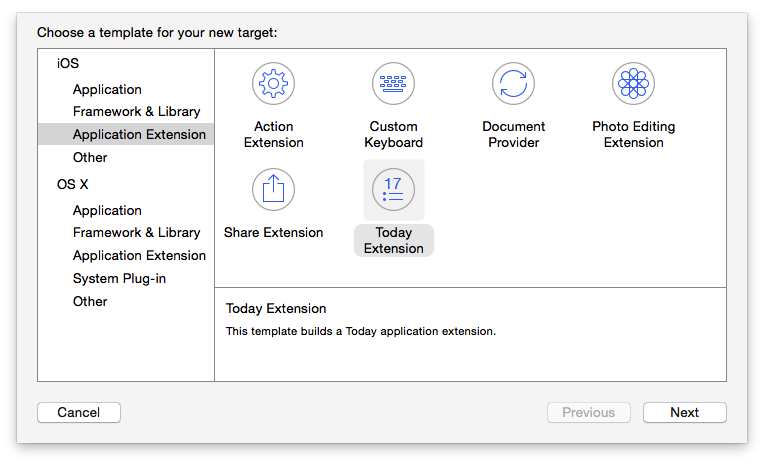 Choose a template for your new target:
iOS
Application
Framework & Library
Application Extension
Other
OS X
Application
Framework & Library
Application Extension
System Plug-in
Other
Action
Extension
Custom
Keyboard
Document
Provider
Photo Editing
Extension
Share Extension
17
Today
Extension
Today Extension
This template builds a Today application extension.
Cancel
Previous
Next